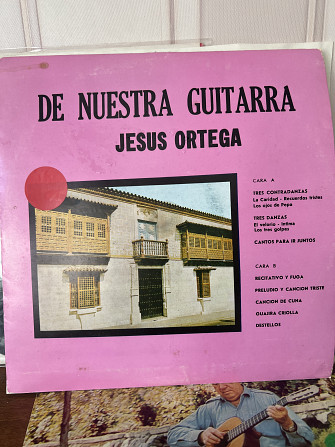 DE NUESTRA GUITARRA
JESUS ORTEGA
CARA A
TRES CONTRADANZAS
La Caridad - Recuerdos tristes
Los ojos de Pepa
TRES DANZAS
El velorio - Intima
Los tres golpes
CANTOS PARA IR JUNTOS
CARA B
RECITATIVO Y FUGA
PRELUDIO Y CANCION TRISTE
CANCION DE CUNA
GUAJIRA CRIOLLA
DESTELLOS